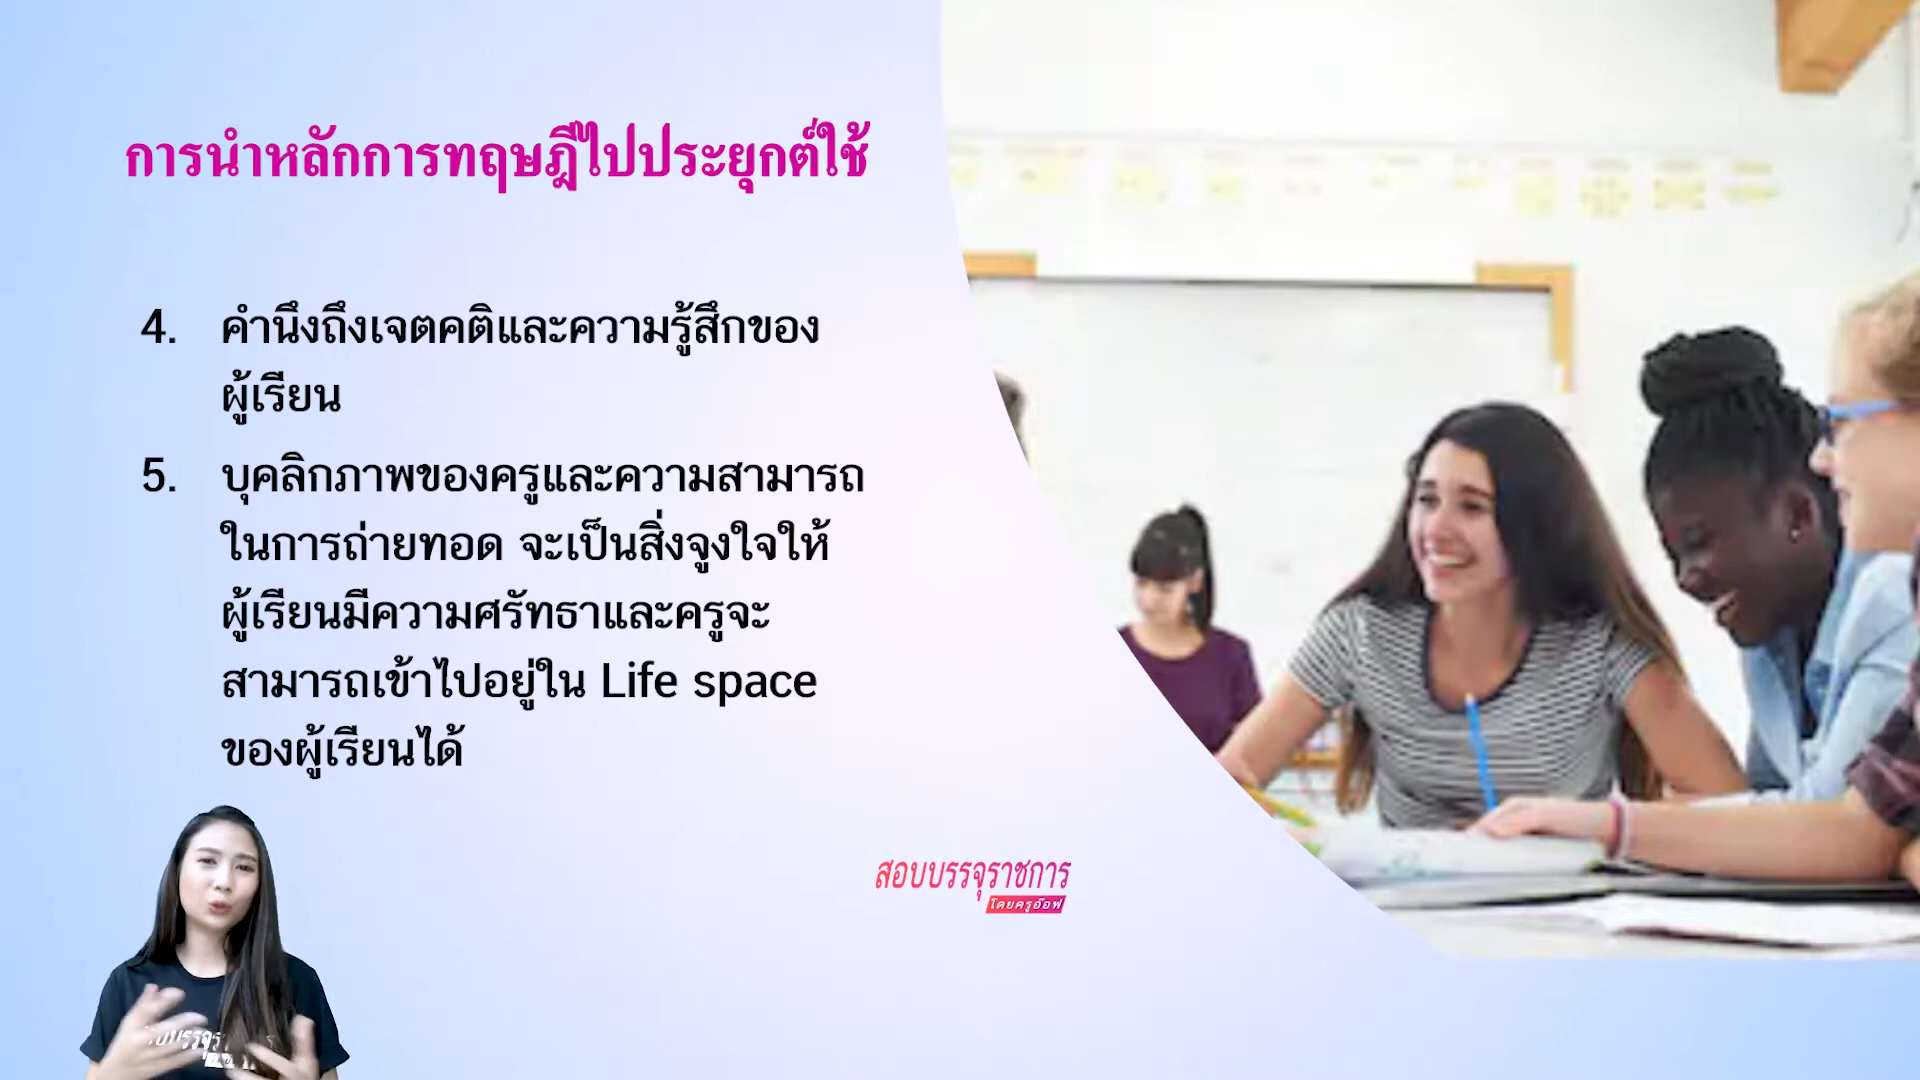 การนำหลักการทฤษฎีไปประยุกต์ใช้
4. คำนึงถึงเจตคติและความรู้สึกของ
ผู้เรียน
5. บุคลิกภาพของครูและความสามารถ
ในการถ่ายทอด จะเป็นสิ่งจูงใจให้
ผู้เรียนมีความศรัทธาและครูจะ
สามารถเข้าไปอยู่ใน Life space
ของผู้เรียนได้
สอบบรรจุราชการ
โดยครูอ๊อฟ